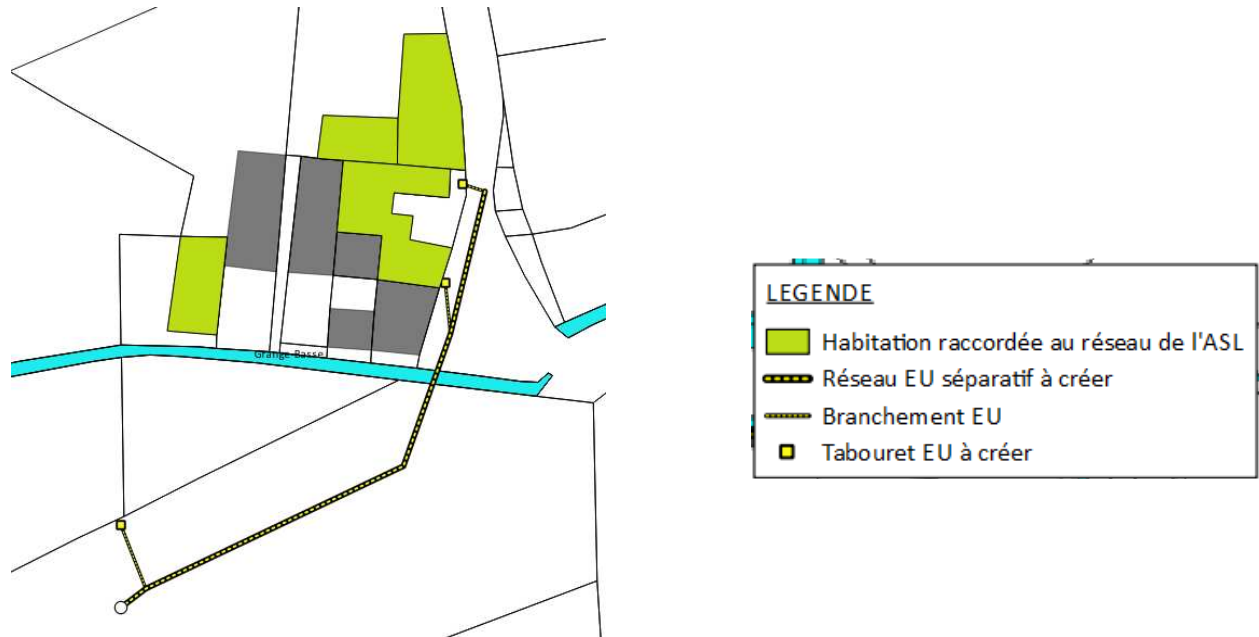 Grange Basse
LEGENDE
Habitation raccordée au réseau de l'ASL
Réseau EU séparatif à créer
Branchement EU
Tabouret EU à créer